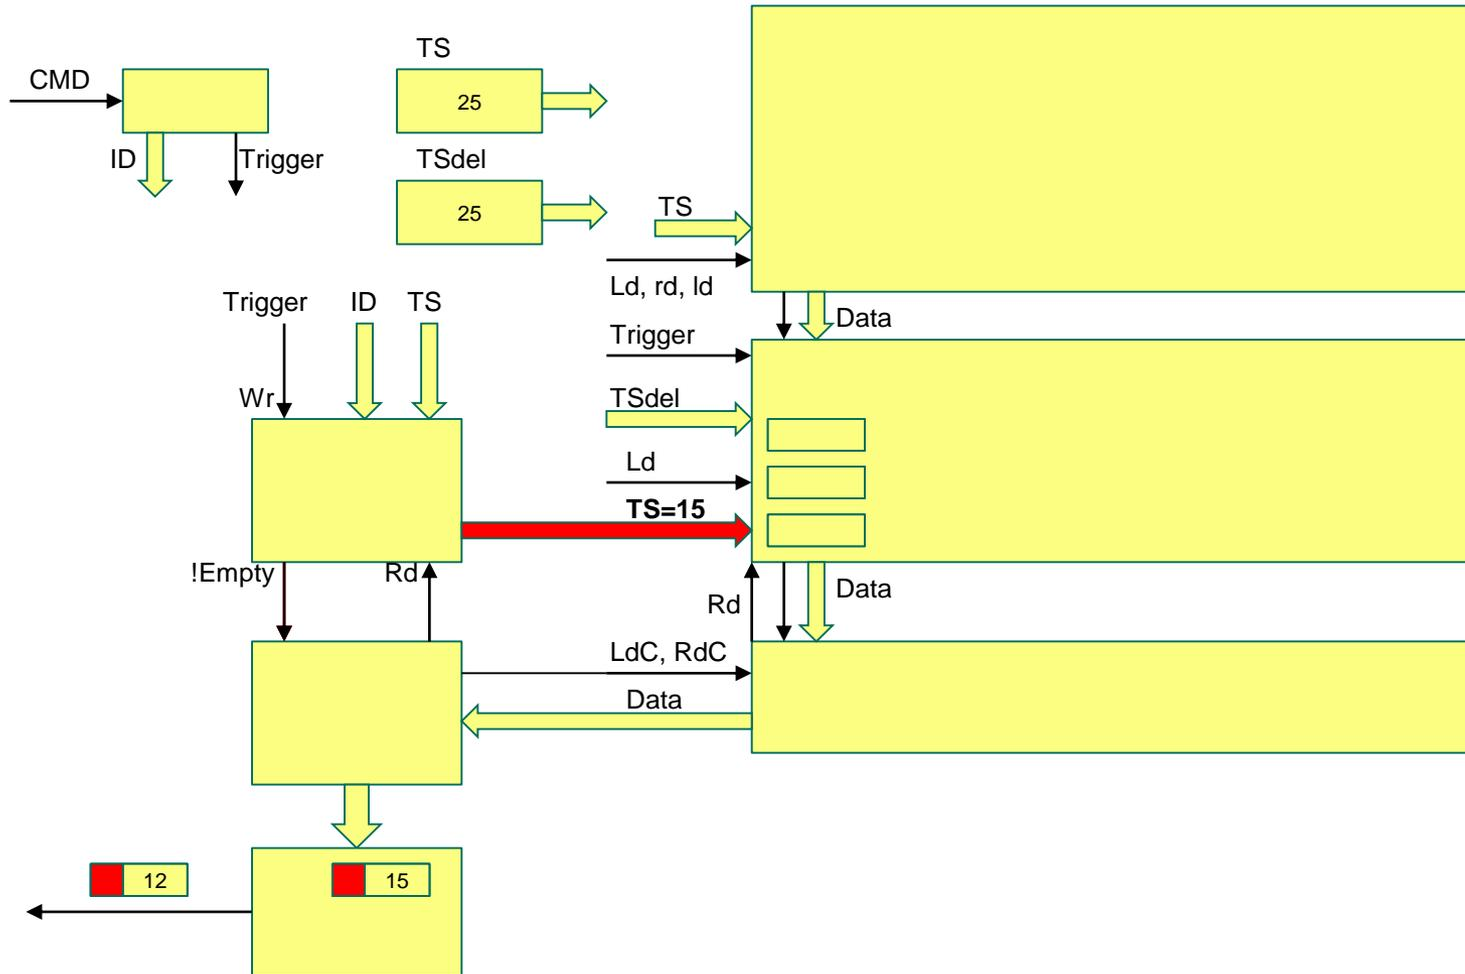 TS
CMD
25
ID
Trigger
TSdel
25
TS
Ld, rd, ld
Trigger
ID
TS
Data
Trigger
Wr
TSdel
Ld
TS=15
!Empty
Rd
Rd
Data
LdC, RdC
Data
12
15